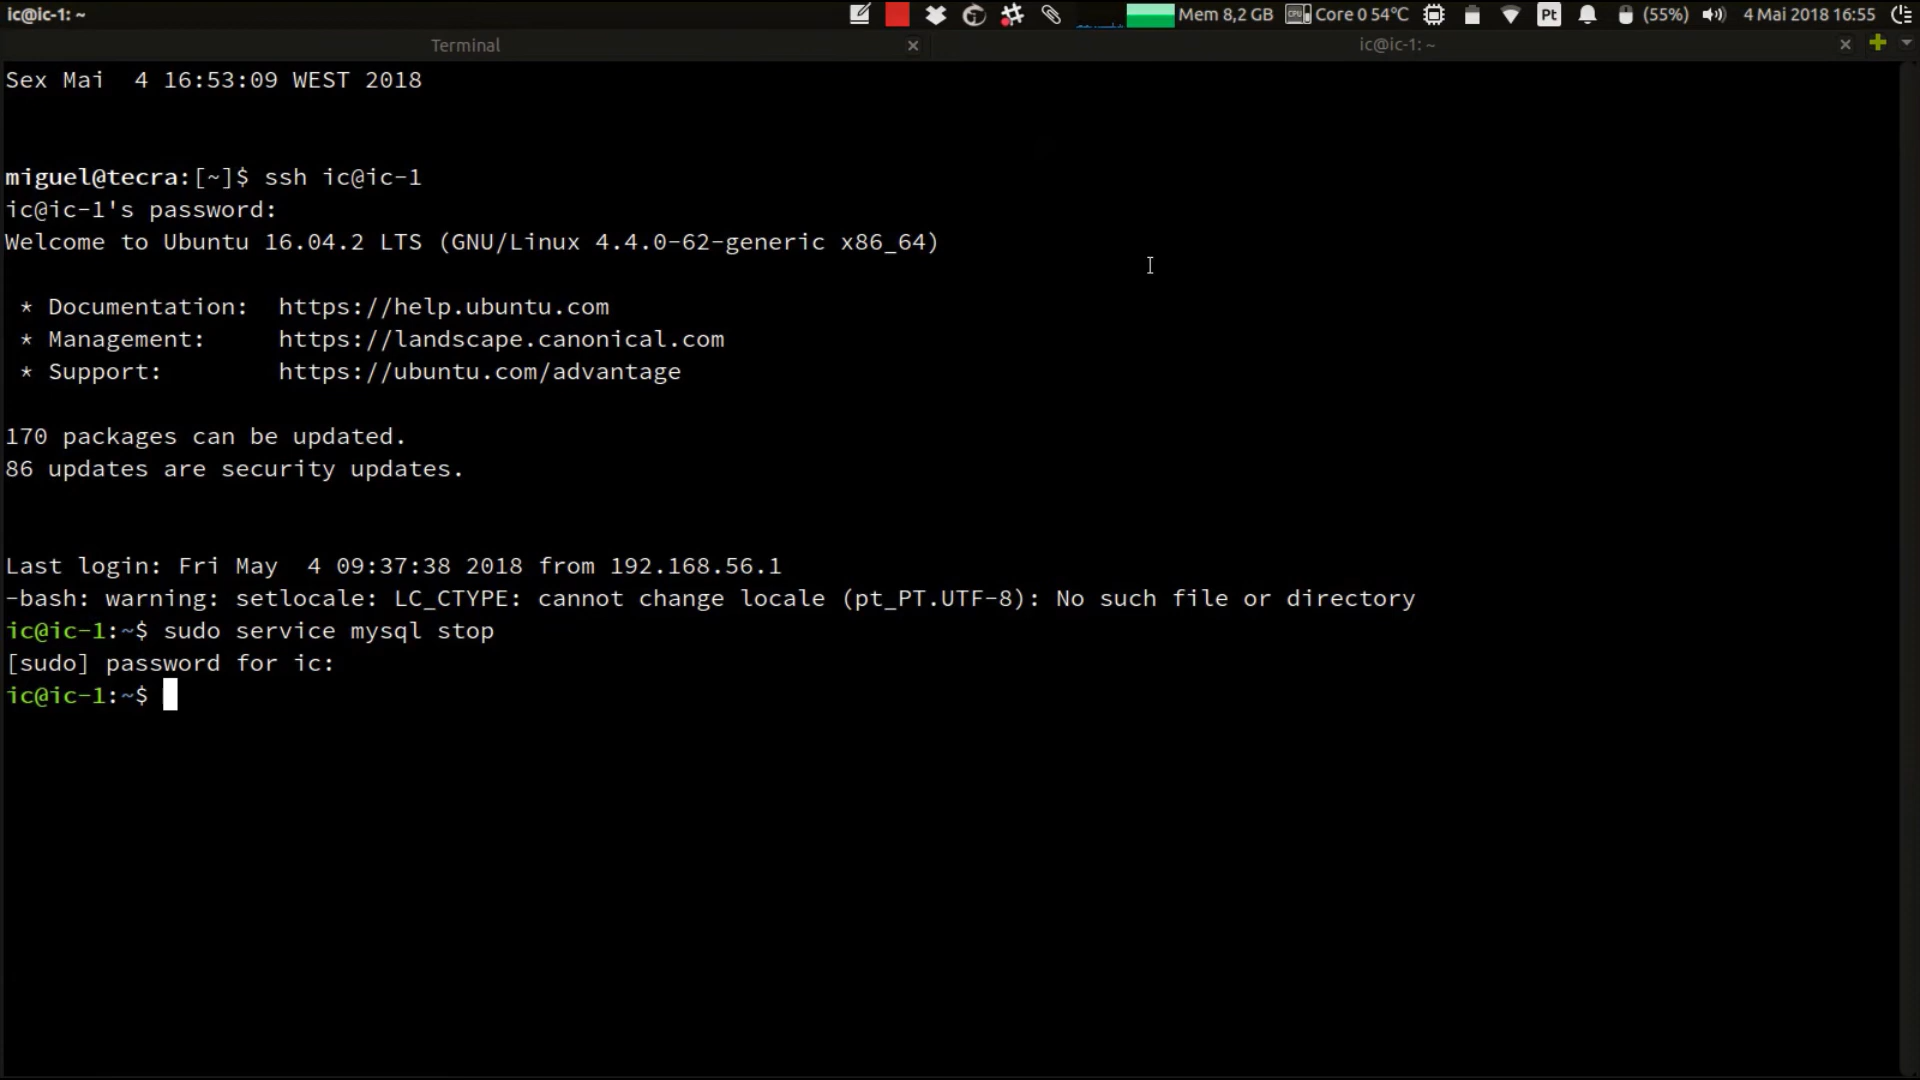 ic@ic-1: ~
Mem 8,2 GB
Core 0 54°C
Pt
(55%)
4 Mai 2018 16:55
Terminal
ic@ic-1: ~
Sex Mai  4 16:53:09 WEST 2018
miguel@tecra:[~]$ ssh ic@ic-1
ic@ic-1's password:
Welcome to Ubuntu 16.04.2 LTS (GNU/Linux 4.4.0-62-generic x86_64)
* Documentation:  https://help.ubuntu.com
* Management:     https://landscape.canonical.com
* Support:        https://ubuntu.com/advantage
170 packages can be updated.
86 updates are security updates.
Last login: Fri May  4 09:37:38 2018 from 192.168.56.1
-bash: warning: setlocale: LC_CTYPE: cannot change locale (pt_PT.UTF-8): No such file or directory
ic@ic-1:~$ sudo service mysql stop
[sudo] password for ic:
ic@ic-1:~$